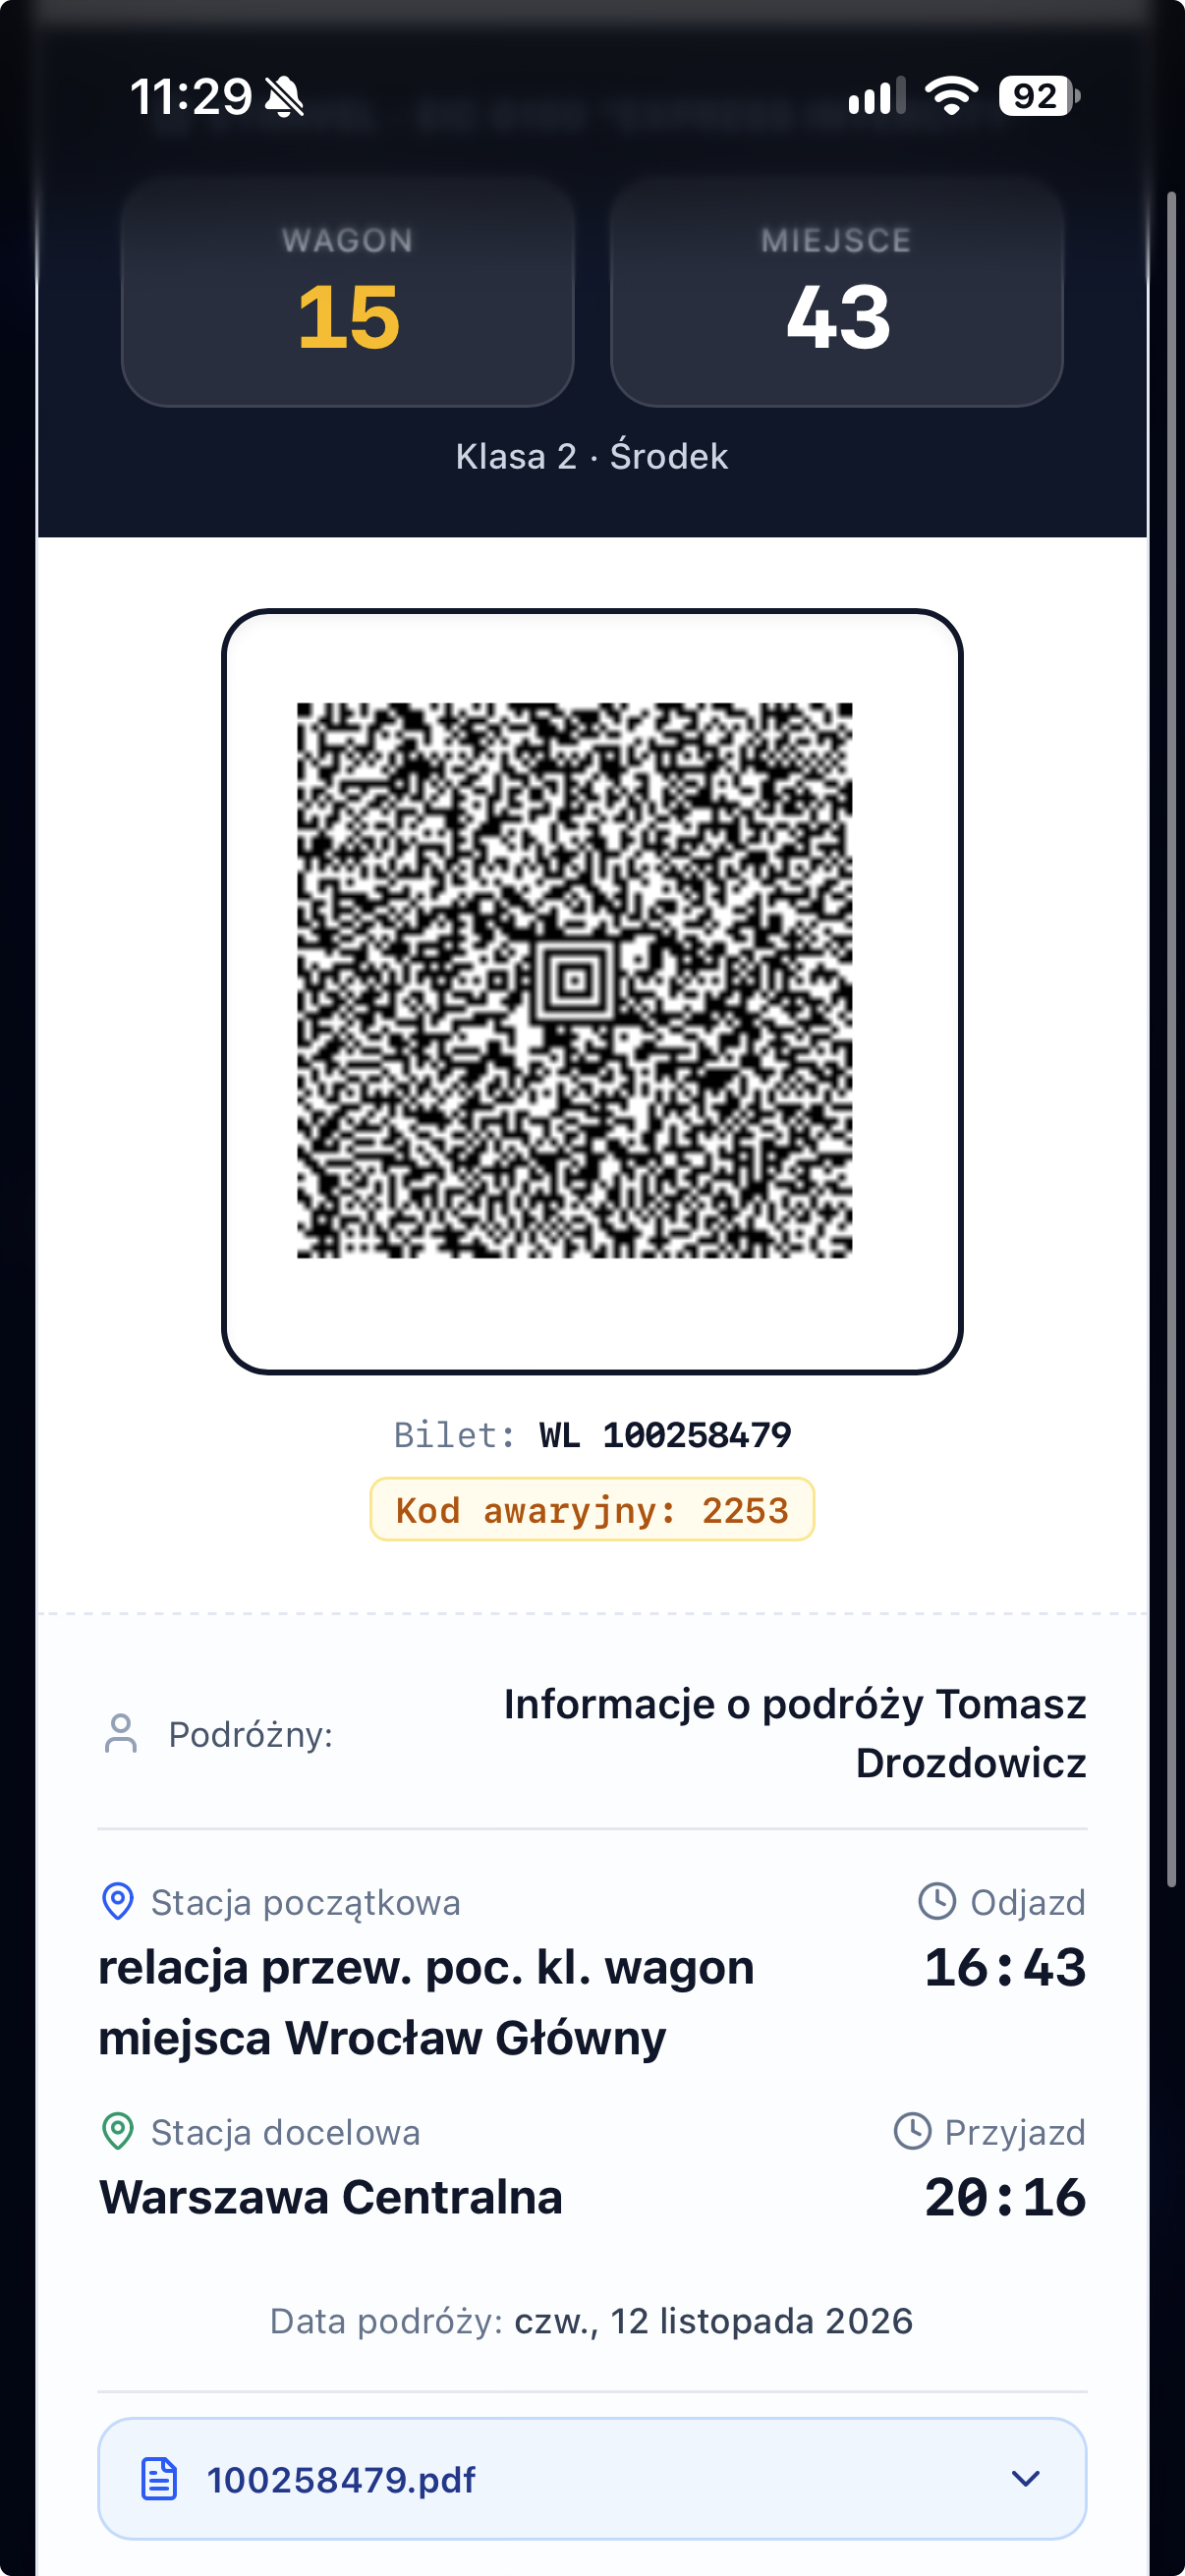 11:29
92
WAGON
15
MIEJSCE
43
Klasa 2 · Środek
Bilet: WL 100258479
Kod awaryjny: 2253
Podróżny:
Informacje o podróży Tomasz
Drozdowicz
Stacja początkowa
Odjazd
relacja przew. poc. kl. wagon
16:43
miejsca Wrocław Główny
Stacja docelowa
Przyjazd
Warszawa Centralna
20:16
Data podróży: czw., 12 listopada 2026
100258479.pdf